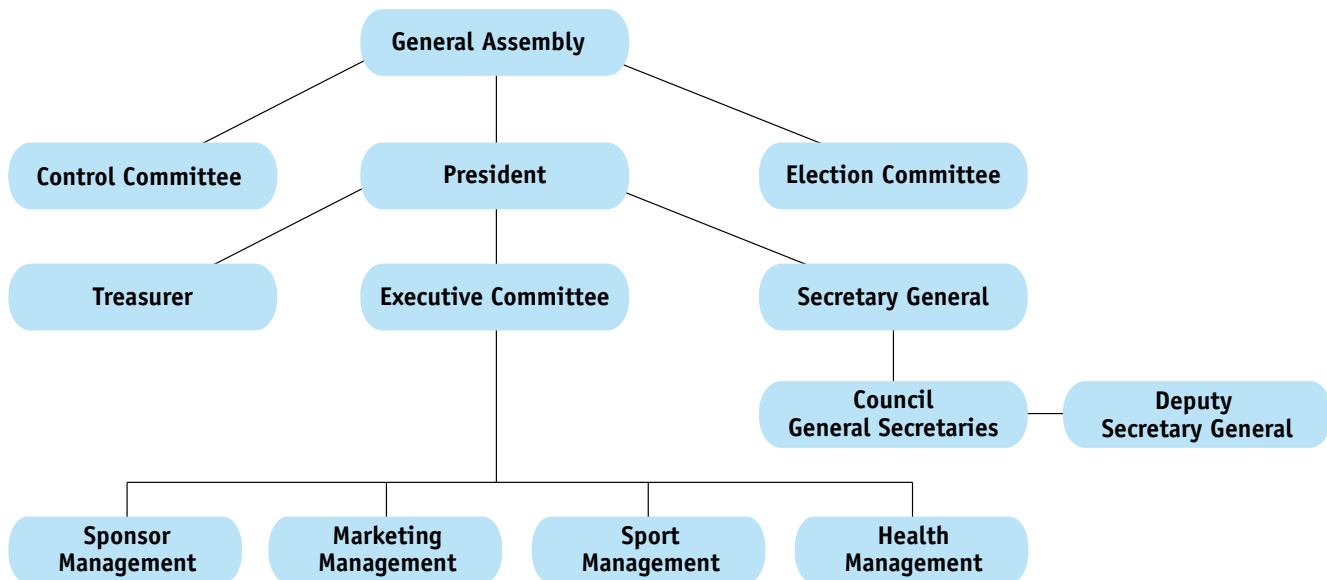 General Assembly
Control Committee
President
Election Committee
Treasurer
Executive Committee
Secretary General
Council
General Secretaries
Deputy
Secretary General
Sponsor
Management
Marketing
Management
Sport
Management
Health
Management